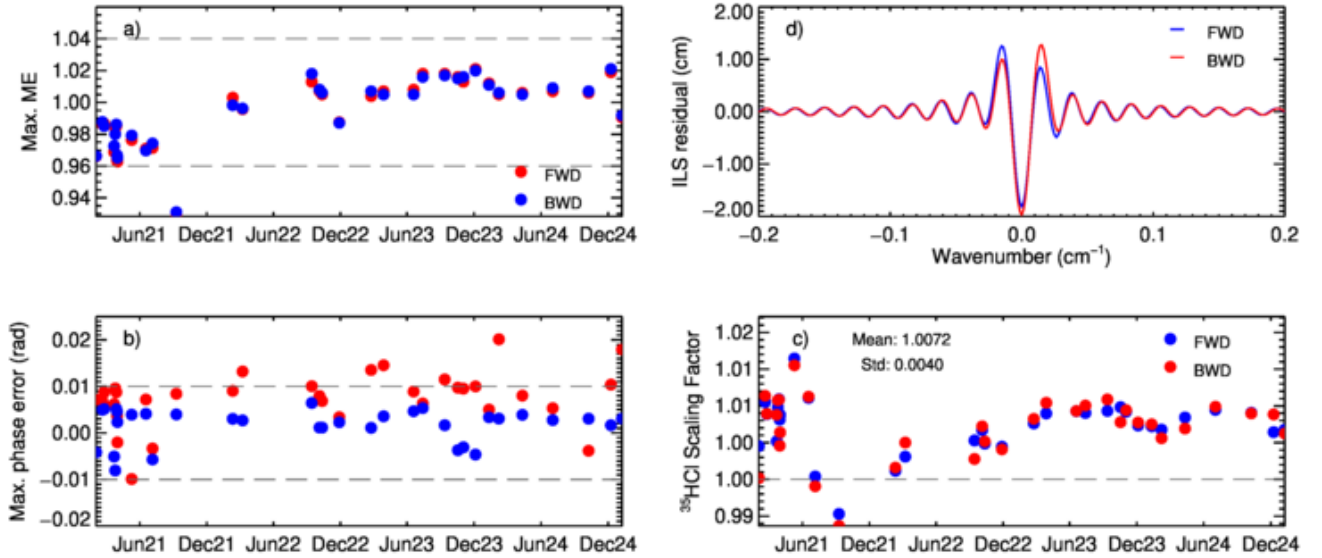 a)
1.04
1.02
1.00
0.98
0.96
0.94
Max. ME
FWD
BWD
Jun21 Dec21 Jun22 Dec22 Jun23 Dec23 Jun24 Dec24
d)
2.00
1.00
0.00
−1.00
−2.00
ILS residual (cm)
FWD
BWD
−0.2 −0.1 0.0 0.1 0.2
Wavenumber (cm⁻¹)
b)
0.02
0.01
0.00
−0.01
−0.02
Max. phase error (rad)
Jun21 Dec21 Jun22 Dec22 Jun23 Dec23 Jun24 Dec24
c)
Mean: 1.0072
Std: 0.0040
1.02
1.01
1.01
1.00
1.00
0.99
³⁵HCl Scaling Factor
FWD
BWD
Jun21 Dec21 Jun22 Dec22 Jun23 Dec23 Jun24 Dec24